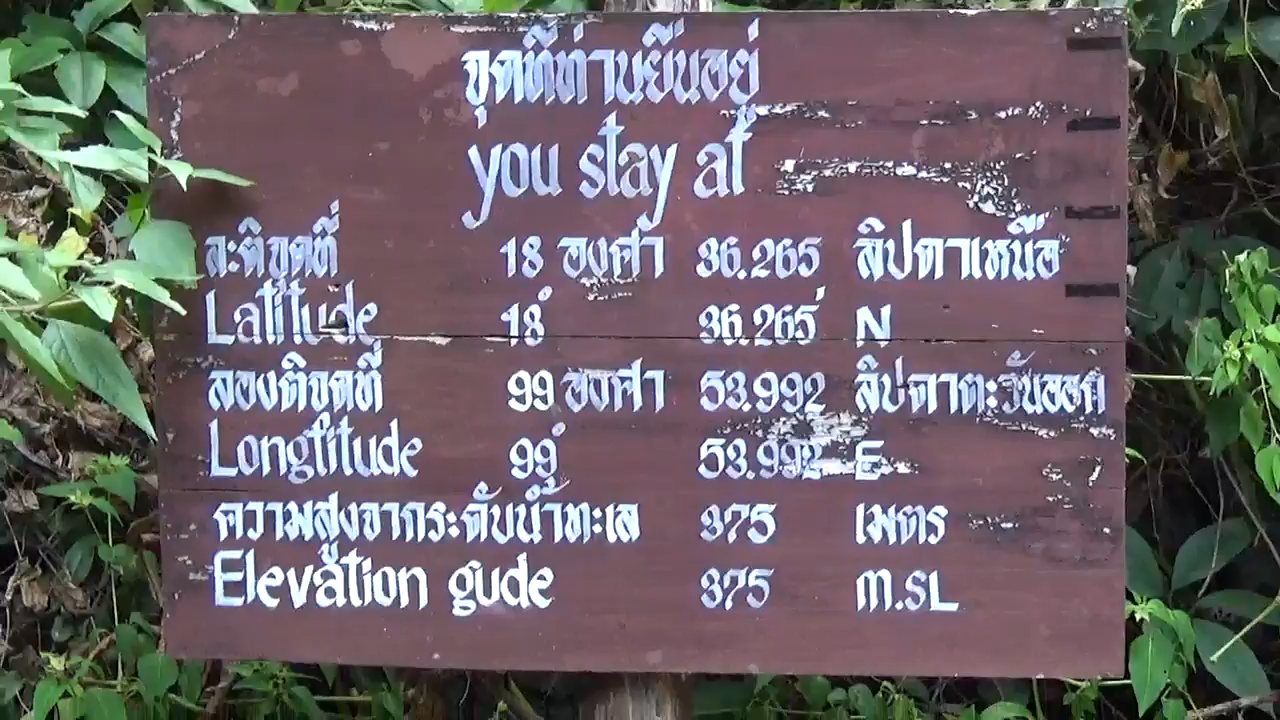 จุดที่ท่านยืนอยู่
you stay at
ละติจูดที่ 18 องศา 36.265 ลิปดาเหนือ
Latitude 18° 36.265' N
ลองติจูดที่ 99 องศา 53.992 ลิปดาตะวันออก
Longtitude 99° 53.992 E
ความสูงจากระดับน้ำทะเล 375 เมตร
Elevation gude 375 m.SL